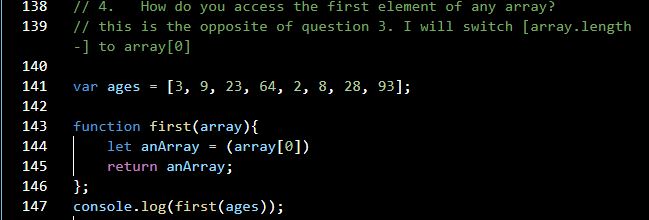 138 // 4. How do you access the first element of any array?
139 // this is the opposite of question 3. I will switch [array.length
-] to array[0]
140
141 var ages = [3, 9, 23, 64, 2, 8, 28, 93];
142
143 function first(array){
144 let anArray = (array[0])
145 return anArray;
146 };
147 console.log(first(ages));